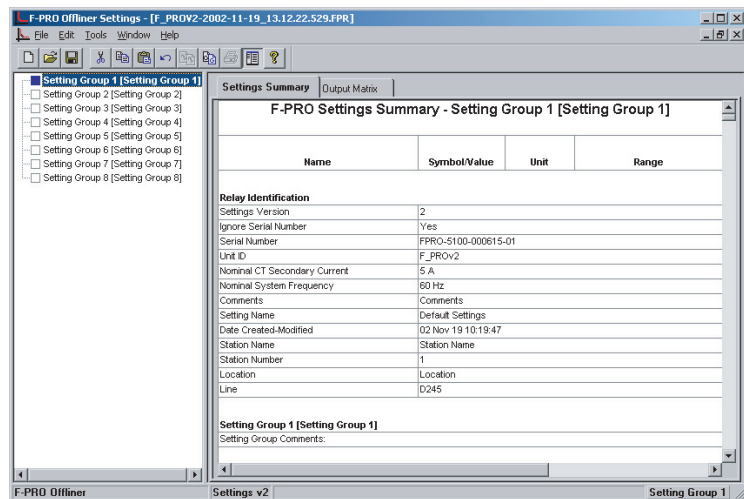 F-PRO Offliner Settings - [F_PROV2-2002-11-19_13.12.22.529.FPR]
File Edit Tools Window Help
Setting Group 1 [Setting Group 1]
Setting Group 2 [Setting Group 2]
Setting Group 3 [Setting Group 3]
Setting Group 4 [Setting Group 4]
Setting Group 5 [Setting Group 5]
Setting Group 6 [Setting Group 6]
Setting Group 7 [Setting Group 7]
Setting Group 8 [Setting Group 8]
Settings Summary Output Matrix
F-PRO Settings Summary - Setting Group 1 [Setting Group 1]
Name Symbol/Value Unit Range
Relay Identification
Settings Version 2
Ignore Serial Number Yes
Serial Number FPRO-5100-000615-01
Unit ID F_PROv2
Nominal CT Secondary Current 5 A
Nominal System Frequency 60 Hz
Comments Comments
Setting Name Default Settings
Date Created-Modified 02 Nov 19 10:19:47
Station Name Station Name
Station Number 1
Location Location
Line D245
Setting Group 1 [Setting Group 1]
Setting Group Comments:
F-PRO Offliner Settings v2 Setting Group 1